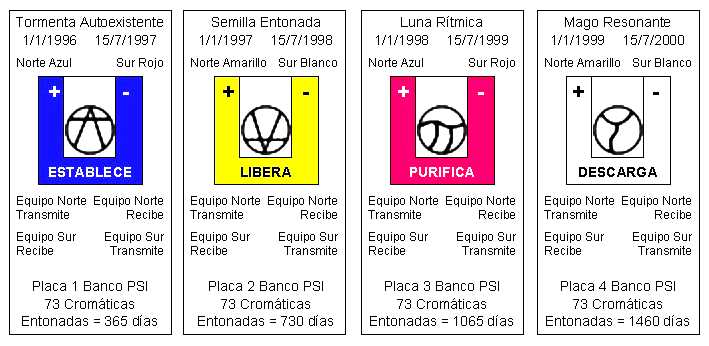 Tormenta Autoexistente
1/1/1996 15/7/1997
Norte Azul Sur Rojo
+ -
ESTABLECE
Equipo Norte Equipo Norte
Transmite Recibe
Equipo Sur Equipo Sur
Recibe Transmite
Placa 1 Banco PSI
73 Cromáticas
Entonadas = 365 días
Semilla Entonada
1/1/1997 15/7/1998
Norte Amarillo Sur Blanco
+ -
LIBERA
Equipo Norte Equipo Norte
Transmite Recibe
Equipo Sur Equipo Sur
Recibe Transmite
Placa 2 Banco PSI
73 Cromáticas
Entonadas = 730 días
Luna Rítmica
1/1/1998 15/7/1999
Norte Azul Sur Rojo
+ -
PURIFICA
Equipo Norte Equipo Norte
Transmite Recibe
Equipo Sur Equipo Sur
Recibe Transmite
Placa 3 Banco PSI
73 Cromáticas
Entonadas = 1065 días
Mago Resonante
1/1/1999 15/7/2000
Norte Amarillo Sur Blanco
+ -
DESCARGA
Equipo Norte Equipo Norte
Transmite Recibe
Equipo Sur Equipo Sur
Recibe Transmite
Placa 4 Banco PSI
73 Cromáticas
Entonadas = 1460 días